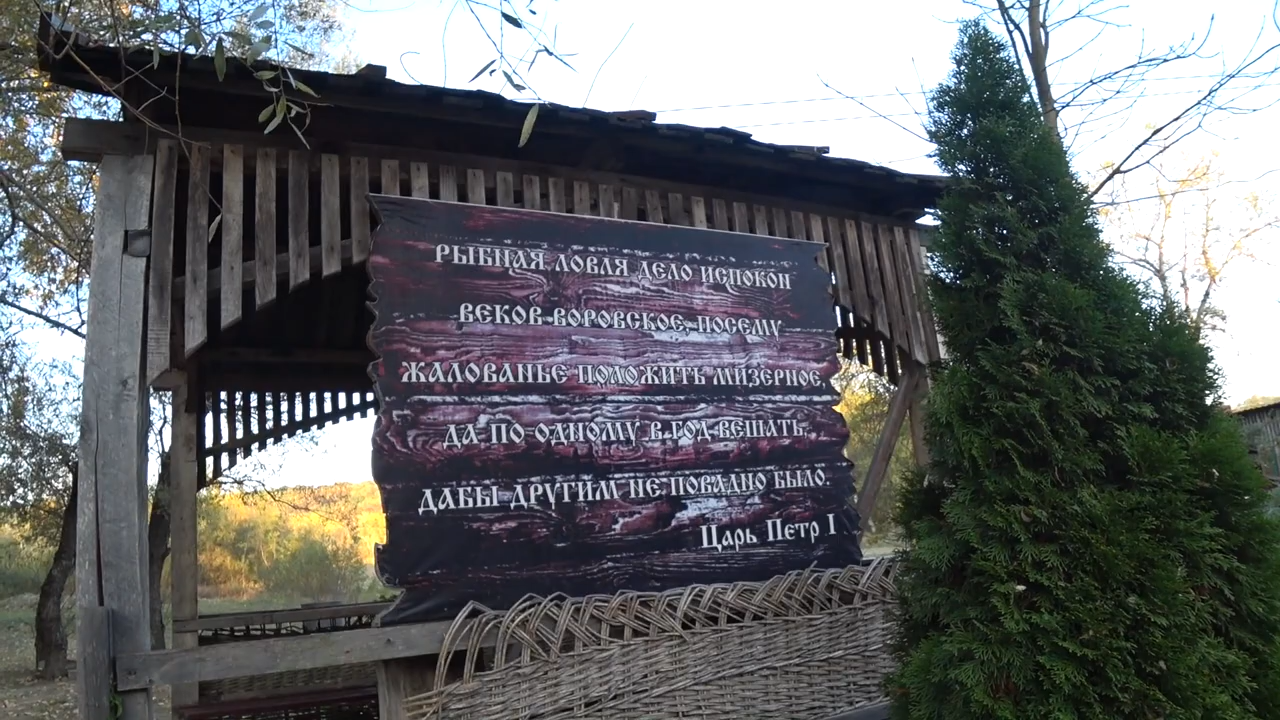 РЫБНАЯ ЛОВЛЯ ДЕЛО ИСПОКОН
ВЕКОВ ВОРОВСКОЕ, ПОСЕМУ
ЖАЛОВАНЬЕ ПОЛОЖИТЬ МИЗЕРНОЕ,
ДА ПО ОДНОМУ В ГОД ВЕШАТЬ,
ДАБЫ ДРУГИМ НЕ ПОВАДНО БЫЛО.
Царь Петр I